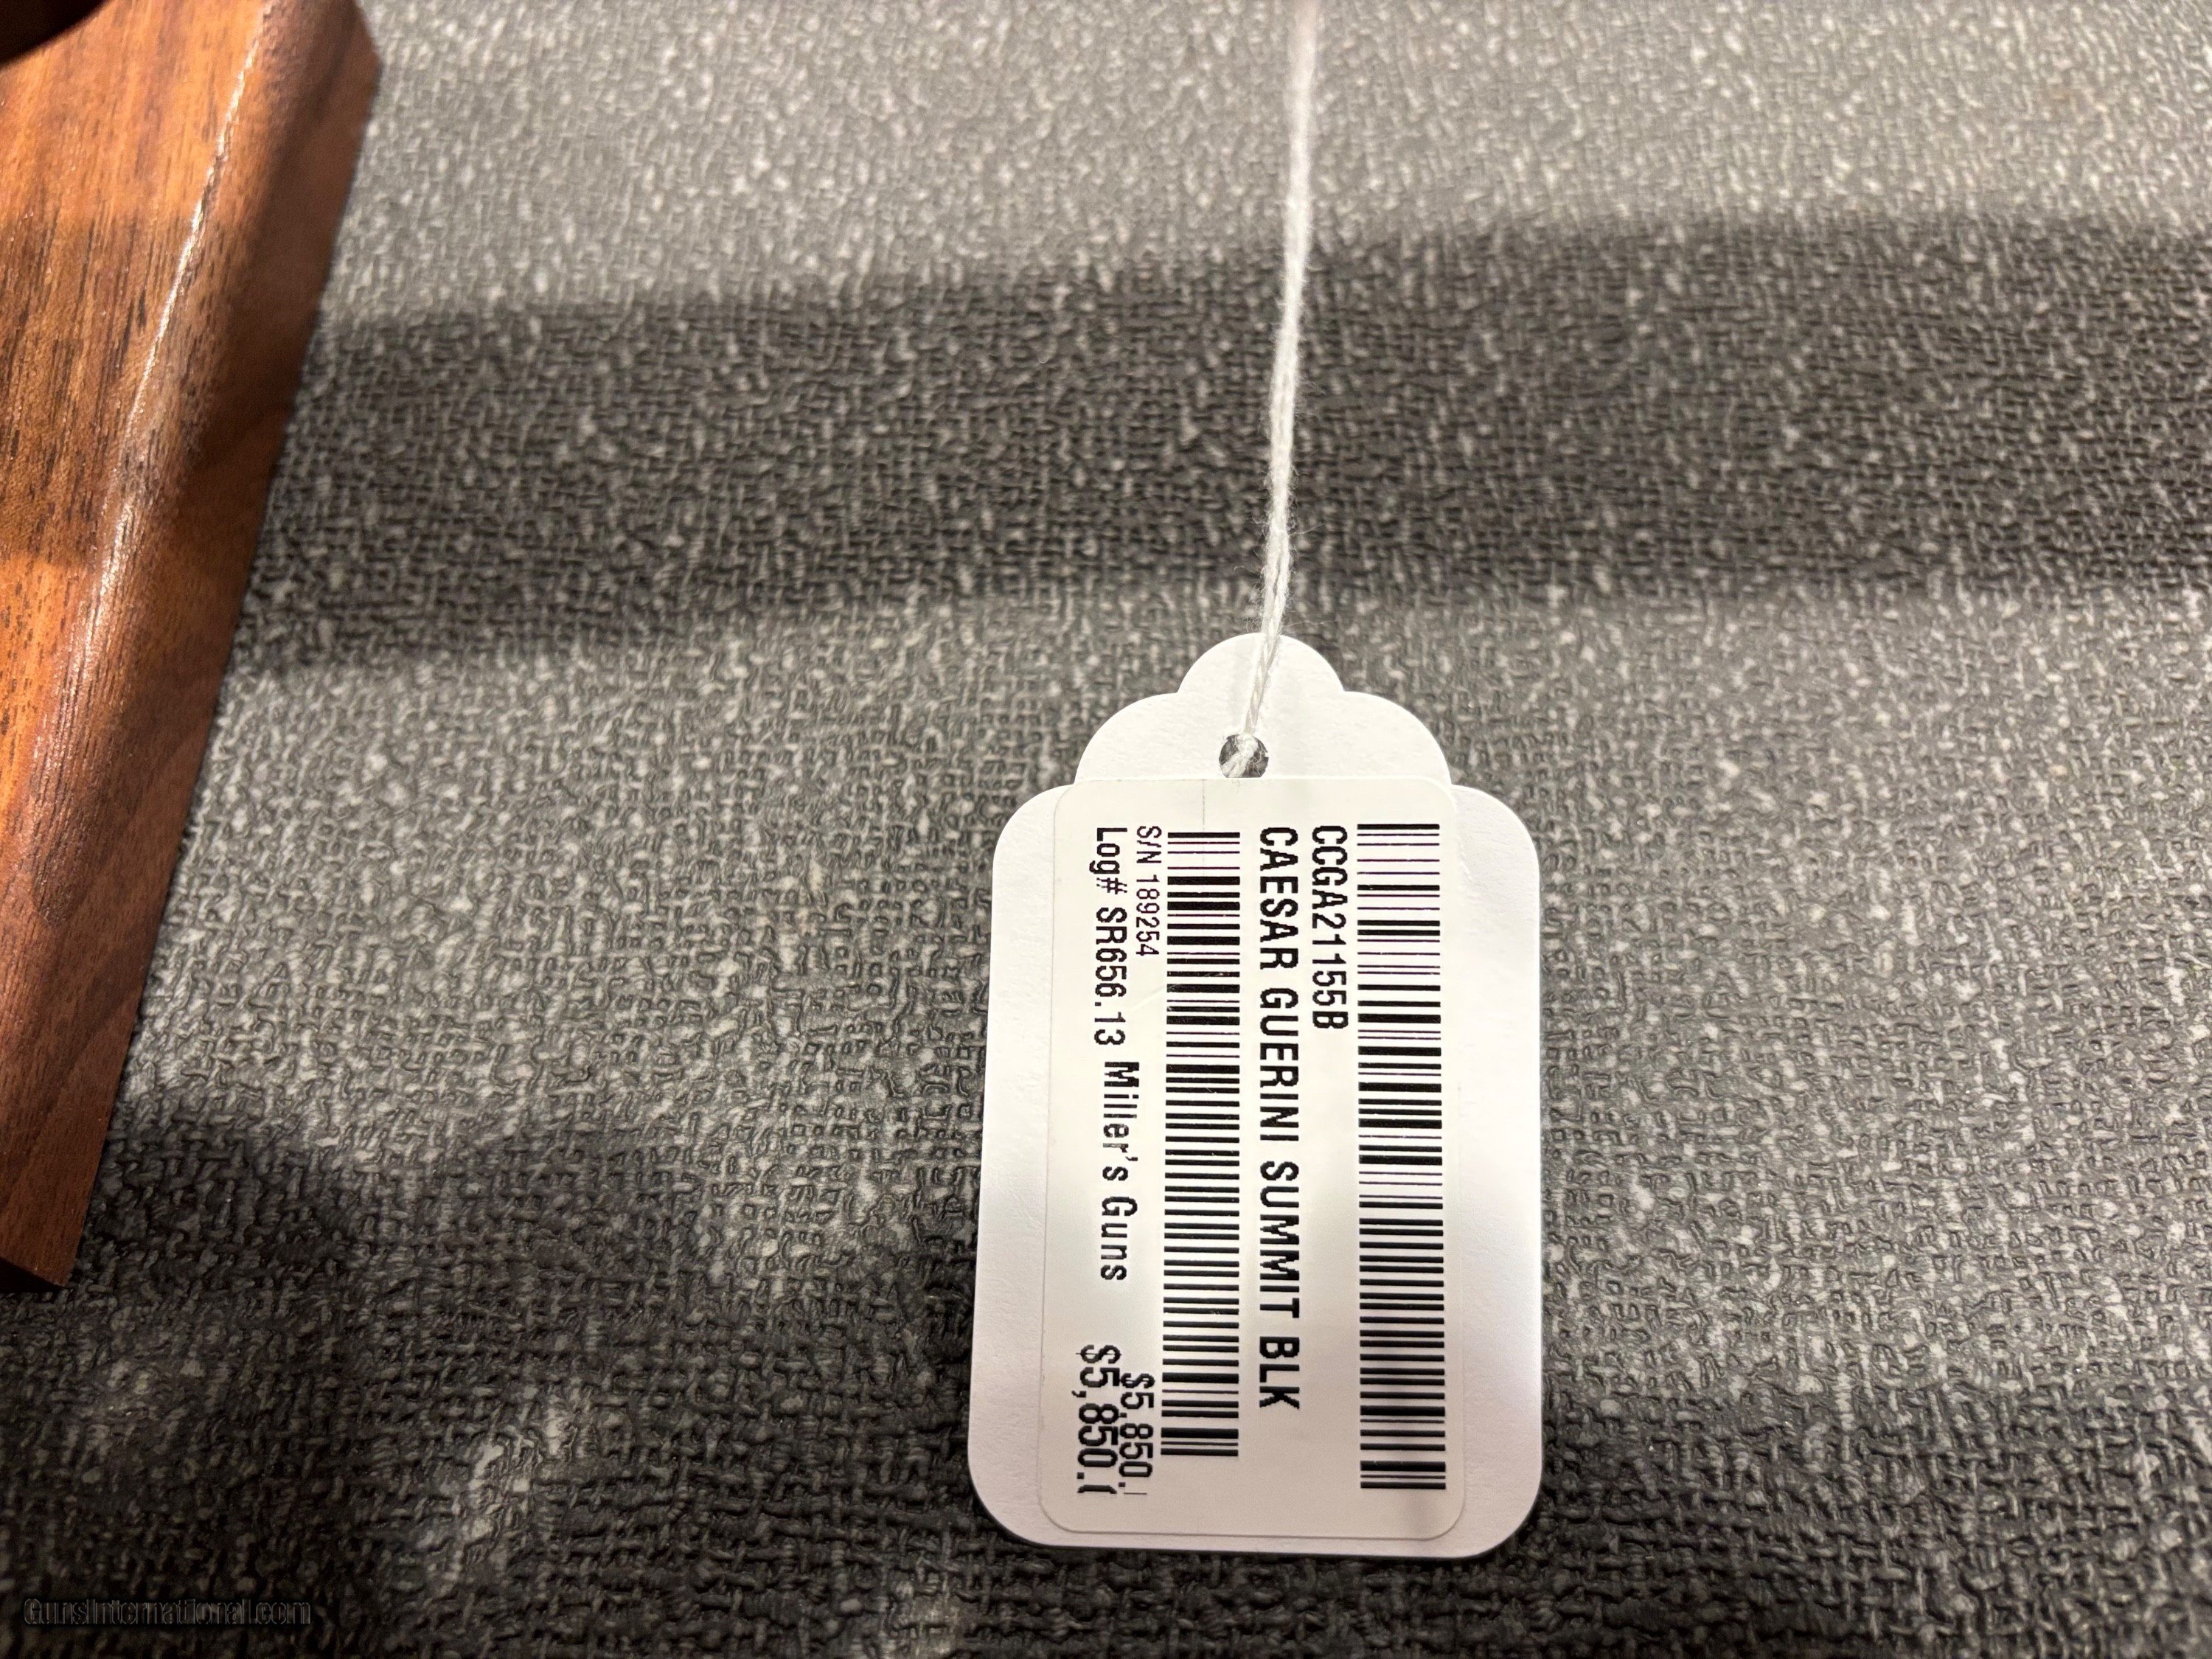 CCGA21155B
CAESAR GUERINI SUMMIT BLK
S/N 189254
$5,850.
Log# SR656.13 Miller's Guns
$5,850.(
GunsInternational.com